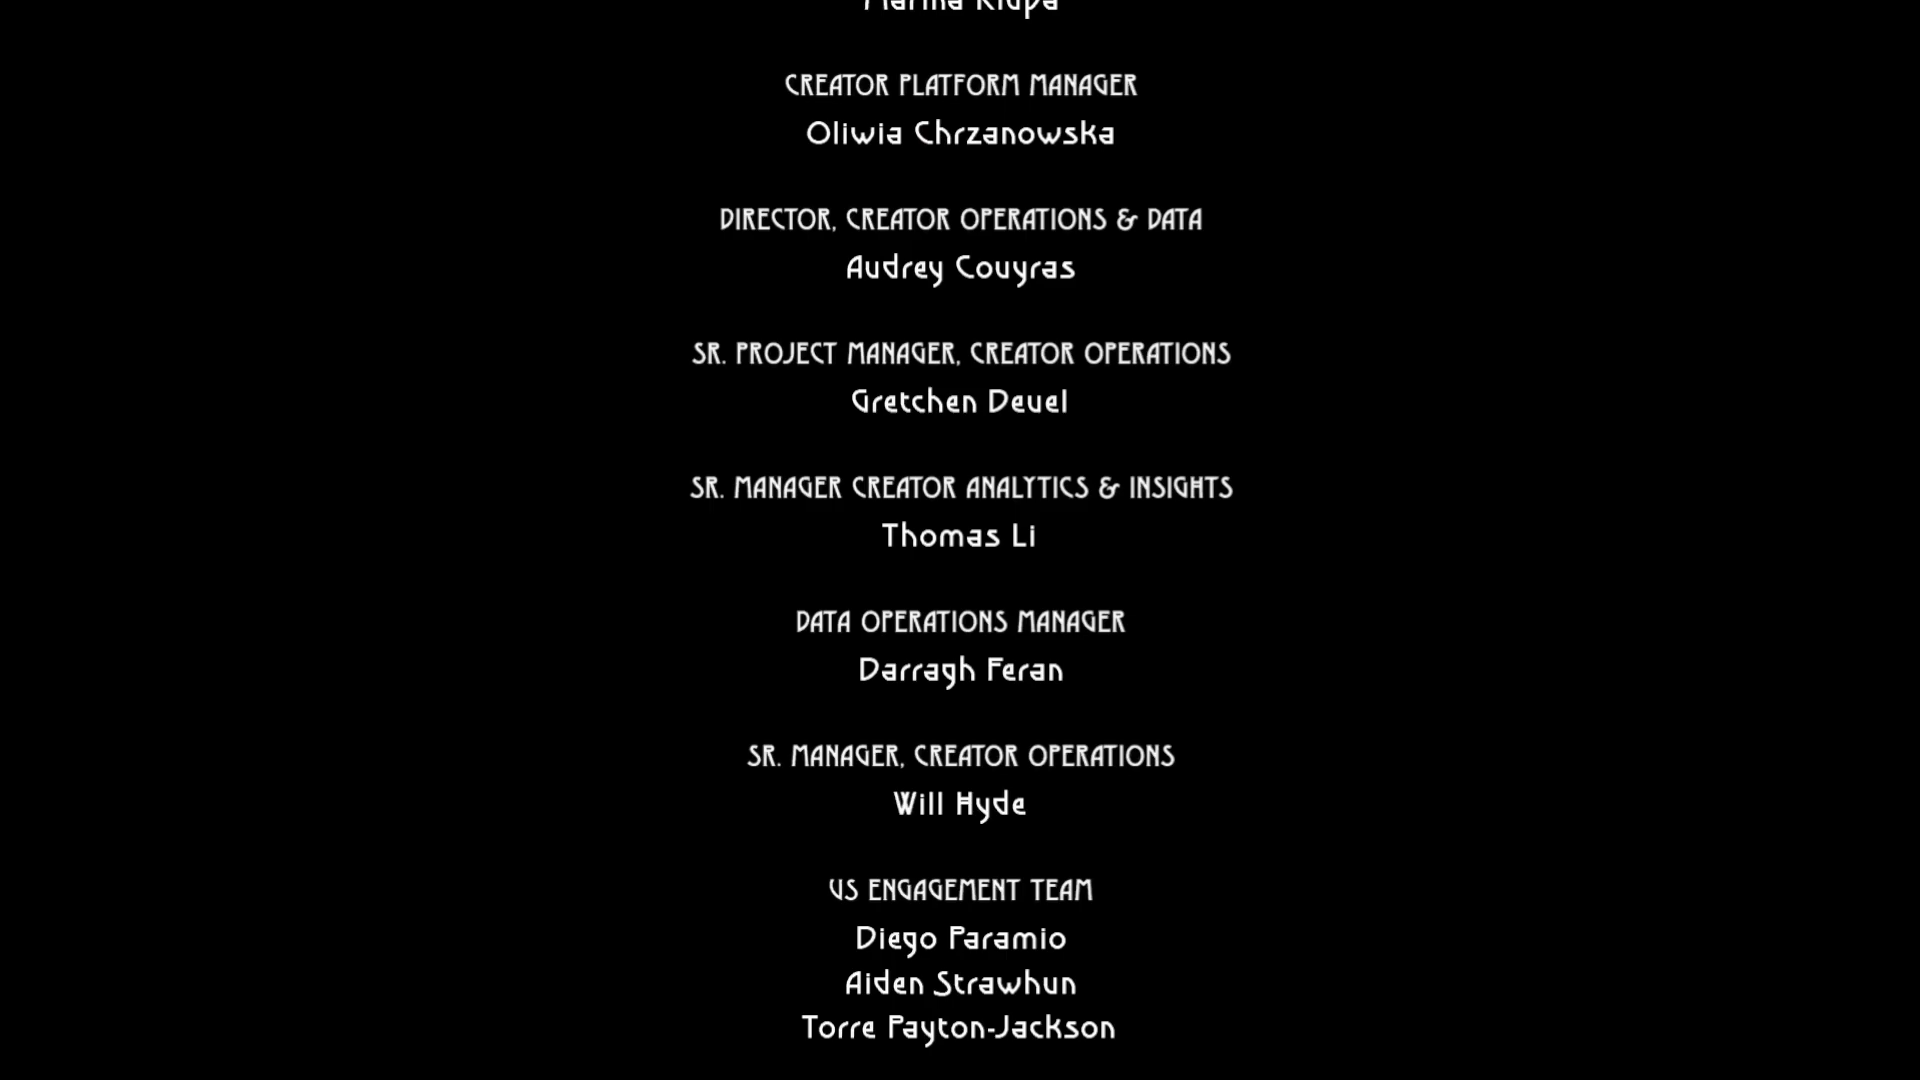 CREATOR PLATFORM MANAGER
Oliwia Chrzanowska
DIRECTOR, CREATOR OPERATIONS & DATA
Audrey Couyras
SR. PROJECT MANAGER, CREATOR OPERATIONS
Gretchen Deuel
SR. MANAGER CREATOR ANALYTICS & INSIGHTS
Thomas Li
DATA OPERATIONS MANAGER
Darragh Feran
SR. MANAGER, CREATOR OPERATIONS
Will Hyde
US ENGAGEMENT TEAM
Diego Paramio
Aiden Strawhun
Torre Payton-Jackson